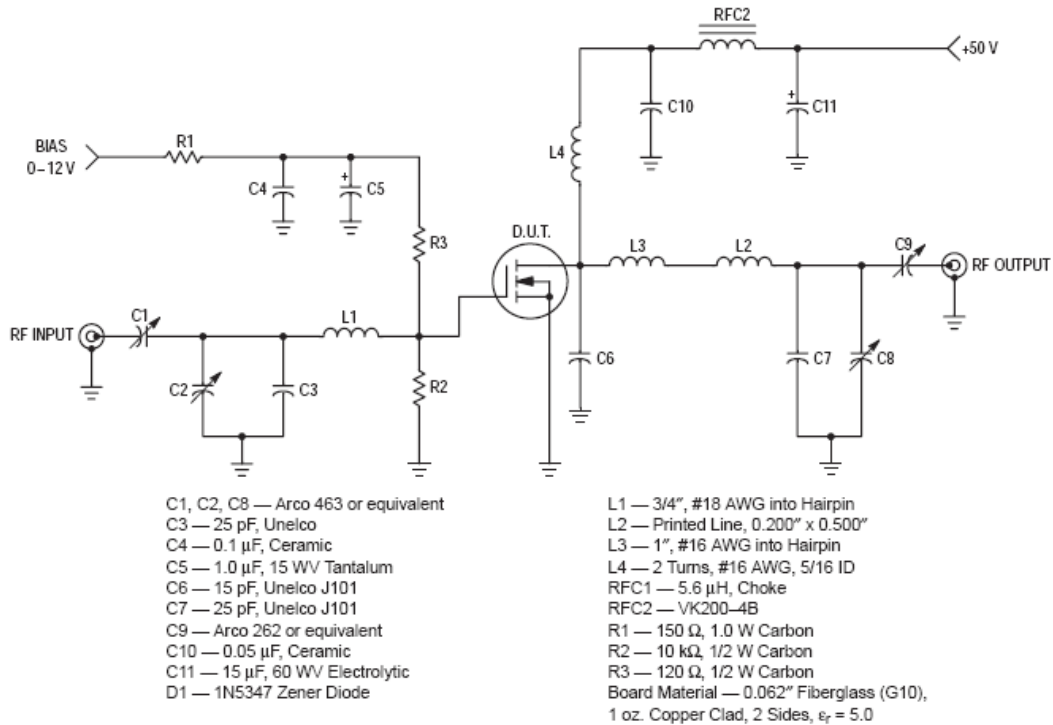 RFC2
+50 V
C10
C11
+
L4
BIAS
0–12 V
R1
C4
+
C5
R3
D.U.T.
L3
L2
C9
RF OUTPUT
RF INPUT
C1
L1
C2
C3
R2
C6
C7
C8
C1, C2, C8 — Arco 463 or equivalent
C3 — 25 pF, Unelco
C4 — 0.1 μF, Ceramic
C5 — 1.0 μF, 15 WV Tantalum
C6 — 15 pF, Unelco J101
C7 — 25 pF, Unelco J101
C9 — Arco 262 or equivalent
C10 — 0.05 μF, Ceramic
C11 — 15 μF, 60 WV Electrolytic
D1 — 1N5347 Zener Diode
L1 — 3/4″, #18 AWG into Hairpin
L2 — Printed Line, 0.200″ x 0.500″
L3 — 1″, #16 AWG into Hairpin
L4 — 2 Turns, #16 AWG, 5/16 ID
RFC1 — 5.6 μH, Choke
RFC2 — VK200–4B
R1 — 150 Ω, 1.0 W Carbon
R2 — 10 kΩ, 1/2 W Carbon
R3 — 120 Ω, 1/2 W Carbon
Board Material — 0.062″ Fiberglass (G10),
1 oz. Copper Clad, 2 Sides, εr = 5.0